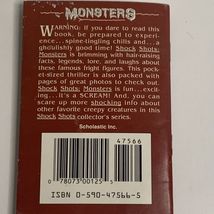 MONSTERS
WARNING: If you dare to read this
book, be prepared to experi-
ence...spine-tingling chills and...a
ghoulishly good time! Shock Shots:
Monsters is brimming with hair-raising
facts, legends, lore, and laughs about
these famous fright figures. This pock-
et-sized thriller is also packed with
pages of great photos to check out.
Shock Shots: Monsters is fun...excit-
ing...it's a SCREAM! And, you can
scare up more shocking info about
other favorite creepy creatures in this
Shock Shots collector's series.
Scholastic Inc.
47566
0 78073 00125
ISBN 0-590-47566-5